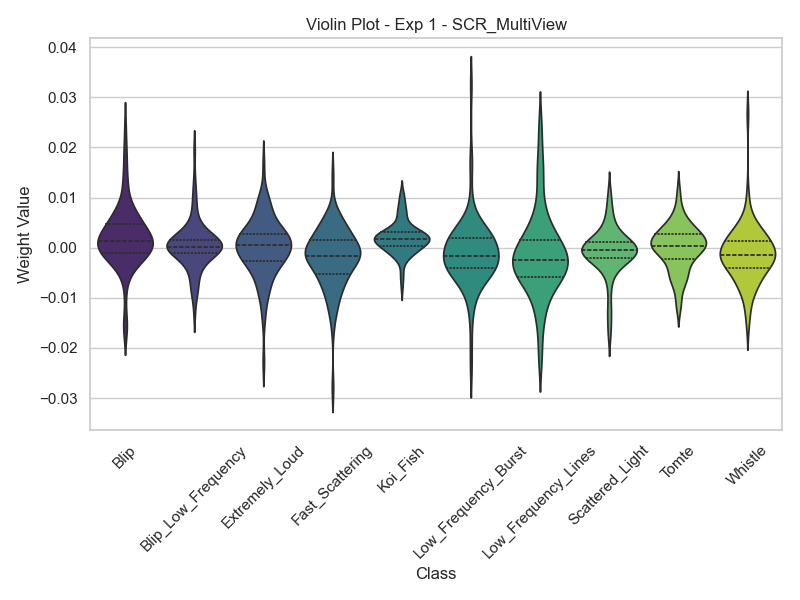 Violin Plot - Exp 1 - SCR_MultiView
0.04
0.03
0.02
0.01
0.00
−0.01
−0.02
−0.03
Weight Value
Blip
Blip_Low_Frequency
Extremely_Loud
Fast_Scattering
Koi_Fish
Low_Frequency_Burst
Low_Frequency_Lines
Scattered_Light
Tomte
Whistle
Class